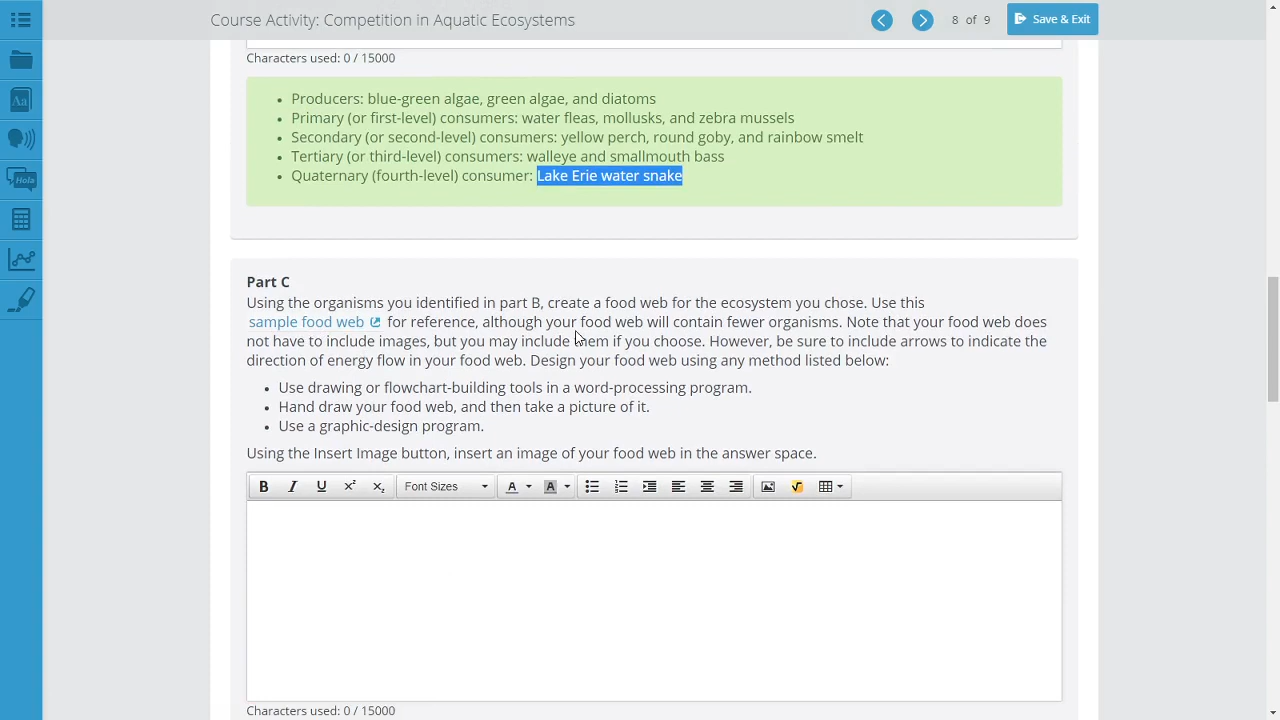 Course Activity: Competition in Aquatic Ecosystems
8 of 9
Save & Exit
Aa
Hola
Characters used: 0 / 15000
• Producers: blue-green algae, green algae, and diatoms
• Primary (or first-level) consumers: water fleas, mollusks, and zebra mussels
• Secondary (or second-level) consumers: yellow perch, round goby, and rainbow smelt
• Tertiary (or third-level) consumers: walleye and smallmouth bass
• Quaternary (fourth-level) consumer: Lake Erie water snake
Part C
Using the organisms you identified in part B, create a food web for the ecosystem you chose. Use this
sample food web for reference, although your food web will contain fewer organisms. Note that your food web does
not have to include images, but you may include them if you choose. However, be sure to include arrows to indicate the
direction of energy flow in your food web. Design your food web using any method listed below:
• Use drawing or flowchart-building tools in a word-processing program.
• Hand draw your food web, and then take a picture of it.
• Use a graphic-design program.
Using the Insert Image button, insert an image of your food web in the answer space.
B I U X² X₂ Font Sizes A A
Characters used: 0 / 15000